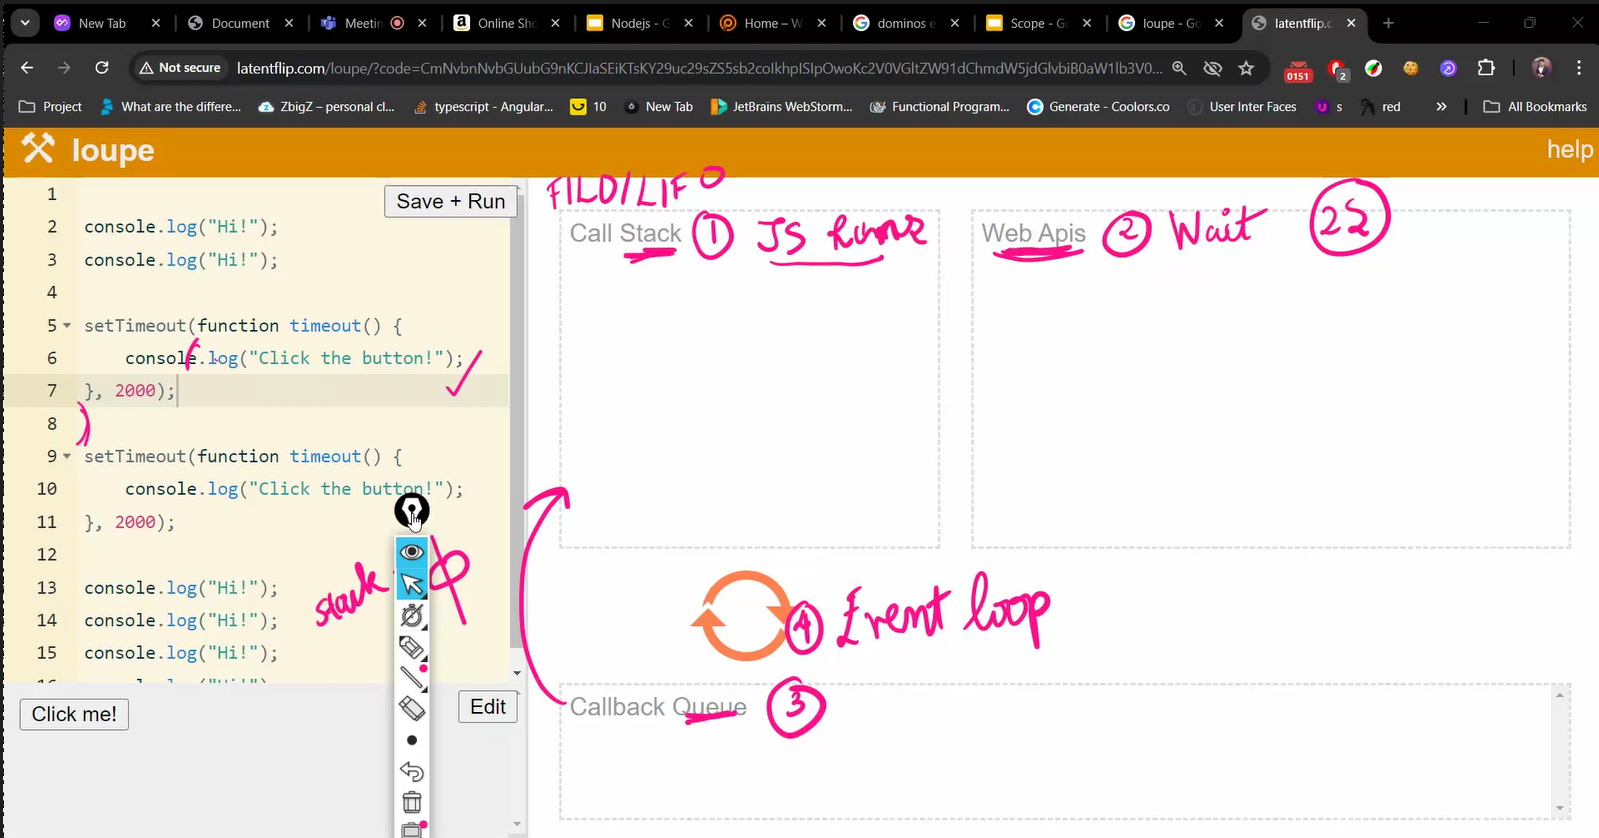 New Tab
Document
Meetin
Online Sho
Nodejs - G
Home – W
dominos e
Scope - Go
loupe - Go
latentflip.c
Not secure
latentflip.com/loupe/?code=CmNvbnNvbGUubG9nKCJIaSEiKTsKY29uc29sZS5sb2coIkhpISIpOwoKc2V0VGltZW91dChmdW5jdGlvbiB0aW1lb3V0...
0151
2
Project
What are the differe...
ZbigZ – personal cl...
typescript - Angular...
10
New Tab
JetBrains WebStorm...
Functional Program...
Generate - Coolors.co
User Inter Faces
s
red
»
All Bookmarks
loupe
help
Save + Run
1
2 console.log("Hi!");
3 console.log("Hi!");
4
5 setTimeout(function timeout() {
6 console.log("Click the button!");
7 }, 2000);
8
9 setTimeout(function timeout() {
10 console.log("Click the button!");
11 }, 2000);
12
13 console.log("Hi!");
14 console.log("Hi!");
15 console.log("Hi!");
stack
Click me!
Edit
FILO/LIFO
Call Stack 1 JS
Web Apis 2 Wait 2S
4 Event loop
Callback Queue 3